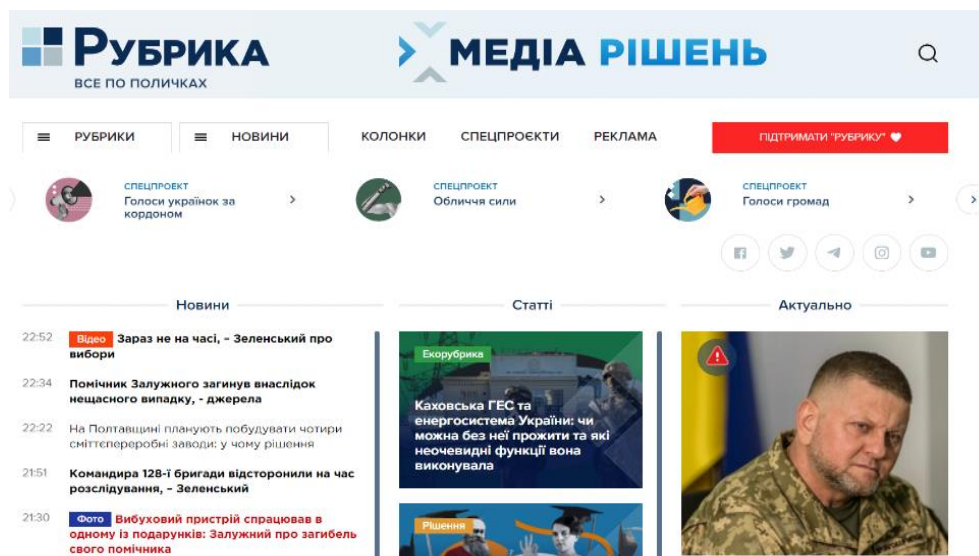 РУБРИКА
ВСЕ ПО ПОЛИЧКАХ
МЕДІА РІШЕНЬ
РУБРИКИ
НОВИНИ
КОЛОНКИ
СПЕЦПРОЄКТИ
РЕКЛАМА
ПІДТРИМАТИ "РУБРИКУ"
СПЕЦПРОЕКТ
Голоси українок за
кордоном
СПЕЦПРОЕКТ
Обличчя сили
СПЕЦПРОЕКТ
Голоси громад
Новини
22:52 Відео Зараз не на часі, – Зеленський про
вибори
22:34 Помічник Залужного загинув внаслідок
нещасного випадку, - джерела
22:22 На Полтавщині планують побудувати чотири
сміттєпереробні заводи: у чому рішення
21:51 Командира 128-ї бригади відсторонили на час
розслідування, – Зеленський
21:30 Фото Вибуховий пристрій спрацював в
одному із подарунків: Залужний про загибель
свого помічника
Статті
Екорубрика
Каховська ГЕС та
енергосистема України: чи
можна без неї прожити та які
неочевидні функції вона
виконувала
Рішення
Актуально